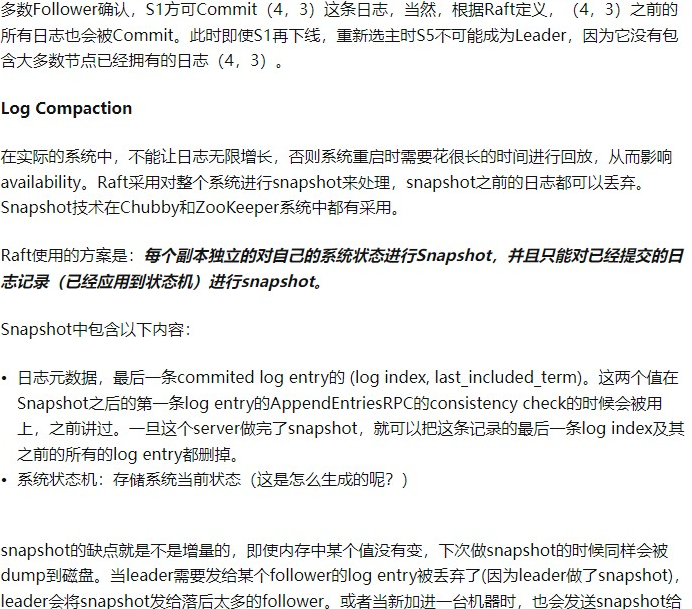 多数Follower确认，S1方可Commit（4，3）这条日志，当然，根据Raft定义，（4，3）之前的
所有日志也会被Commit。此时即使S1再下线，重新选主时S5不可能成为Leader，因为它没有包
含大多数节点已经拥有的日志（4，3）。
Log Compaction
在实际的系统中，不能让日志无限增长，否则系统重启时需要花很长的时间进行回放，从而影响
availability。Raft采用对整个系统进行snapshot来处理，snapshot之前的日志都可以丢弃。
Snapshot技术在Chubby和ZooKeeper系统中都有采用。
Raft使用的方案是：每个副本独立的对自己的系统状态进行Snapshot，并且只能对已经提交的日
志记录（已经应用到状态机）进行snapshot。
Snapshot中包含以下内容：
• 日志元数据，最后一条commited log entry的 (log index, last_included_term)。这两个值在
Snapshot之后的第一条log entry的AppendEntriesRPC的consistency check的时候会被用
上，之前讲过。一旦这个server做完了snapshot，就可以把这条记录的最后一条log index及其
之前的所有的log entry都删掉。
• 系统状态机：存储系统当前状态（这是怎么生成的呢？）
snapshot的缺点就是不是增量的，即使内存中某个值没有变，下次做snapshot的时候同样会被
dump到磁盘。当leader需要发给某个follower的log entry被丢弃了(因为leader做了snapshot)，
leader会将snapshot发给落后太多的follower。或者当新加进一台机器时，也会发送snapshot给